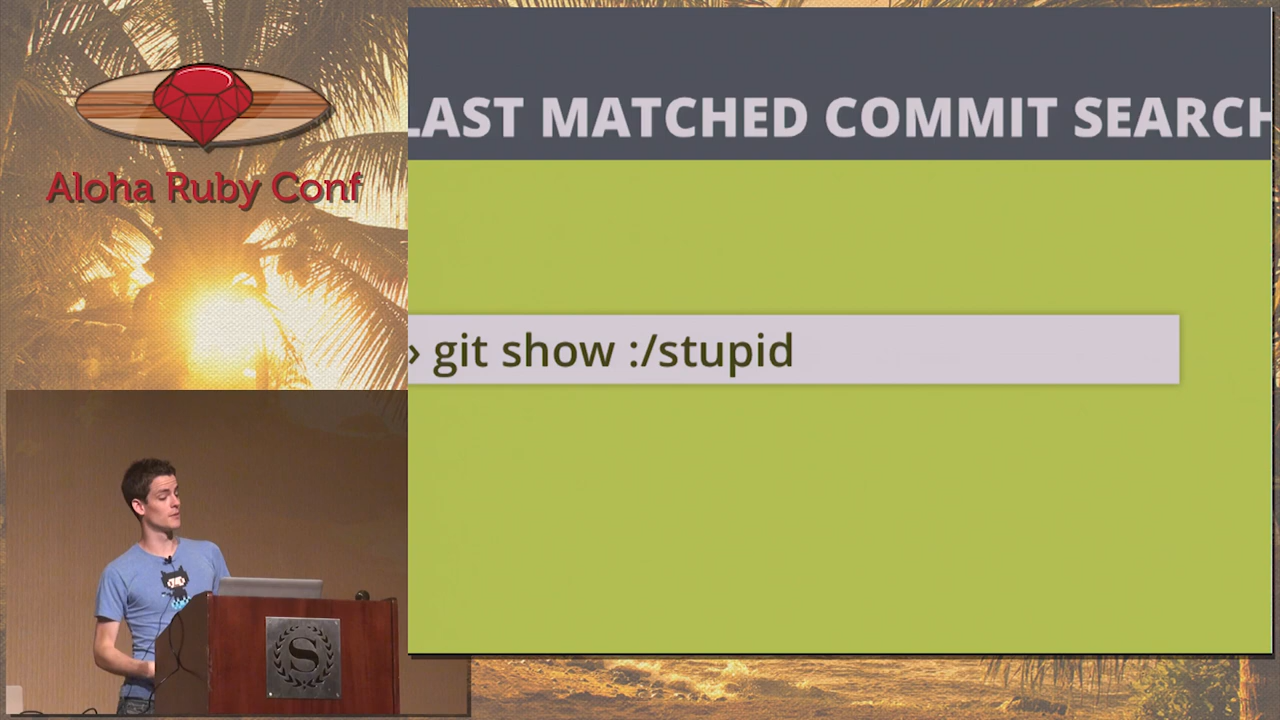 Aloha Ruby Conf
LAST MATCHED COMMIT SEARCH
› git show :/stupid
S